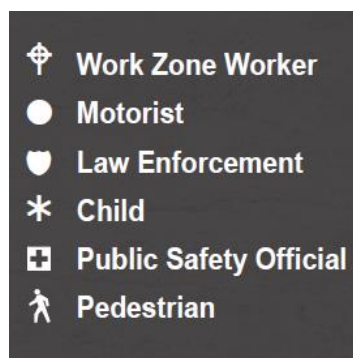 Work Zone Worker
Motorist
Law Enforcement
Child
Public Safety Official
Pedestrian